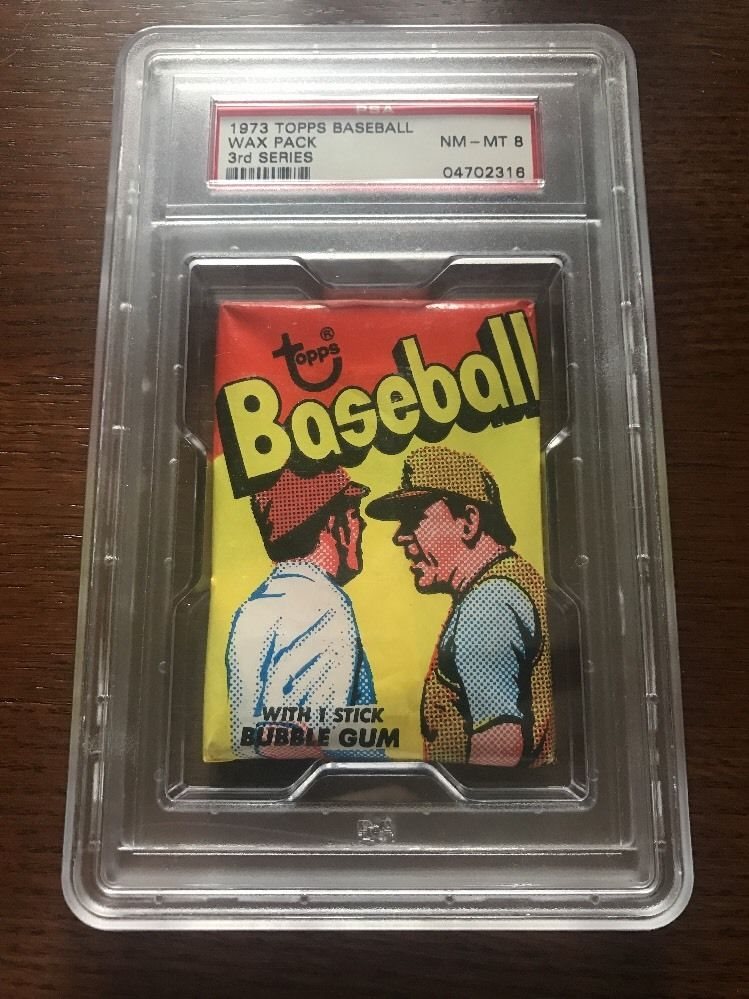 PSA
1973 TOPPS BASEBALL
WAX PACK NM – MT 8
3rd SERIES
04702316
Topps®
Baseball
WITH 1 STICK
BUBBLE GUM
PSA